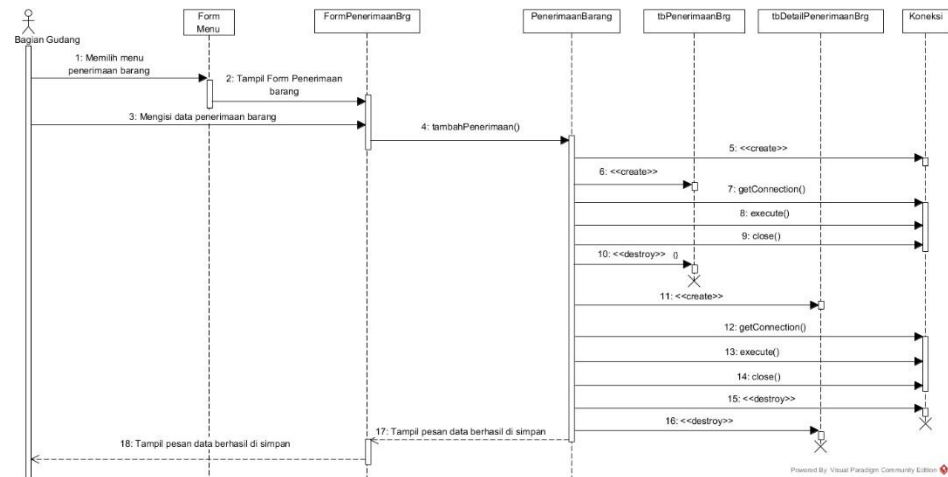 Form
Menu
FormPenerimaanBrg
PenerimaanBarang
tbPenerimaanBrg
tbDetailPenerimaanBrg
Koneksi
Bagian Gudang
1: Memilih menu
penerimaan barang
2: Tampil Form Penerimaan
barang
3: Mengisi data penerimaan barang
4: tambahPenerimaan()
5: <<create>>
6: <<create>>
7: getConnection()
8: execute()
9: close()
10: <<destroy>> ()
11: <<create>>
12: getConnection()
13: execute()
14: close()
15: <<destroy>>
16: <<destroy>>
17: Tampil pesan data berhasil di simpan
18: Tampil pesan data berhasil di simpan
Powered By Visual Paradigm Community Edition